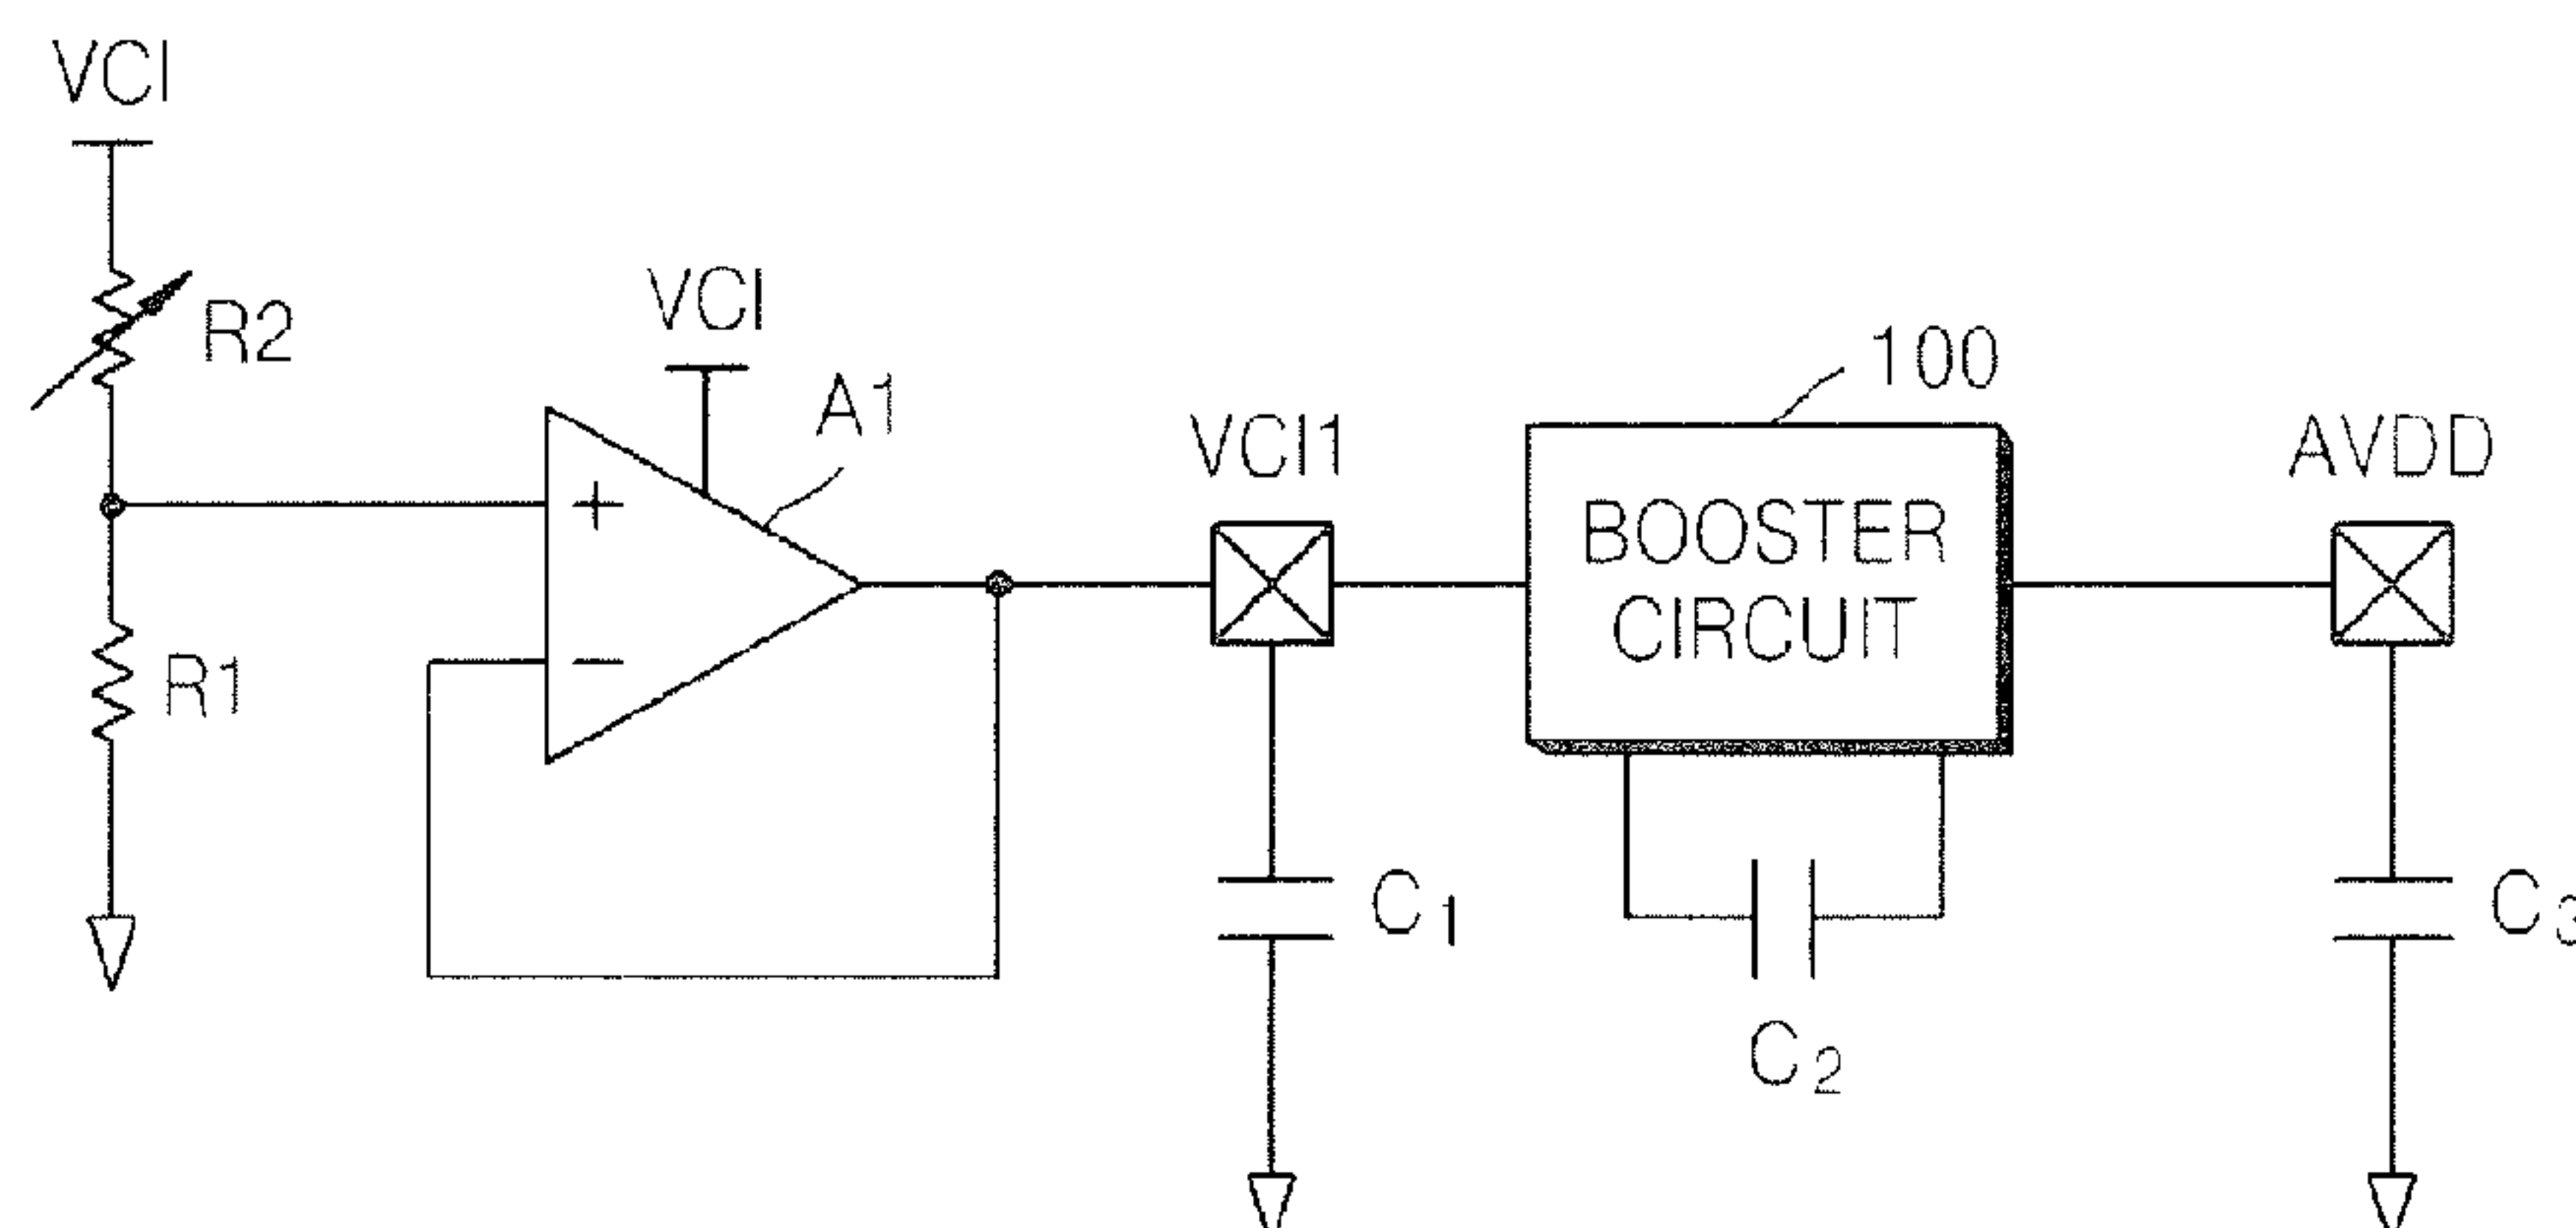 VCI
R2
R1
VCI
A1
+
−
VCI1
C1
100
BOOSTER
CIRCUIT
C2
AVDD
C3